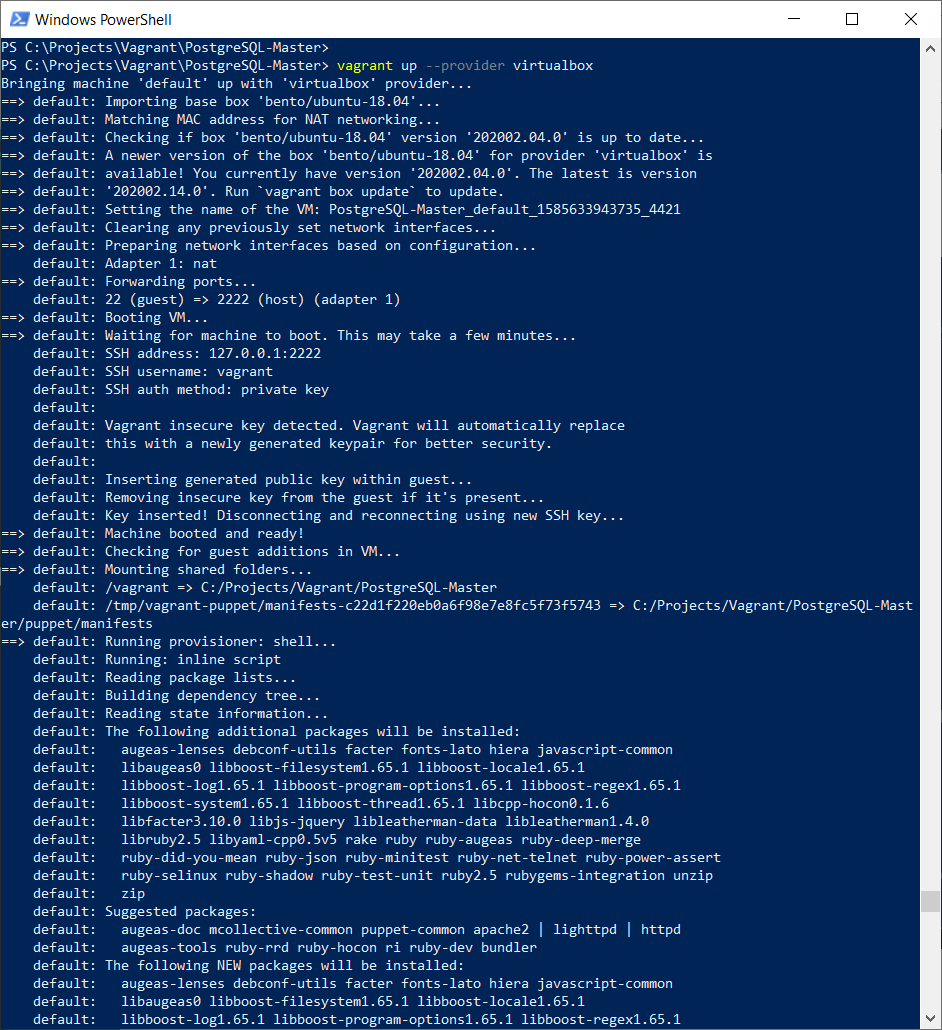 Windows PowerShell
PS C:\Projects\Vagrant\PostgreSQL-Master>
PS C:\Projects\Vagrant\PostgreSQL-Master> vagrant up --provider virtualbox
Bringing machine 'default' up with 'virtualbox' provider...
==> default: Importing base box 'bento/ubuntu-18.04'...
==> default: Matching MAC address for NAT networking...
==> default: Checking if box 'bento/ubuntu-18.04' version '202002.04.0' is up to date...
==> default: A newer version of the box 'bento/ubuntu-18.04' for provider 'virtualbox' is
==> default: available! You currently have version '202002.04.0'. The latest is version
==> default: '202002.14.0'. Run `vagrant box update` to update.
==> default: Setting the name of the VM: PostgreSQL-Master_default_1585633943735_4421
==> default: Clearing any previously set network interfaces...
==> default: Preparing network interfaces based on configuration...
    default: Adapter 1: nat
==> default: Forwarding ports...
    default: 22 (guest) => 2222 (host) (adapter 1)
==> default: Booting VM...
==> default: Waiting for machine to boot. This may take a few minutes...
    default: SSH address: 127.0.0.1:2222
    default: SSH username: vagrant
    default: SSH auth method: private key
    default:
    default: Vagrant insecure key detected. Vagrant will automatically replace
    default: this with a newly generated keypair for better security.
    default:
    default: Inserting generated public key within guest...
    default: Removing insecure key from the guest if it's present...
    default: Key inserted! Disconnecting and reconnecting using new SSH key...
==> default: Machine booted and ready!
==> default: Checking for guest additions in VM...
==> default: Mounting shared folders...
    default: /vagrant => C:/Projects/Vagrant/PostgreSQL-Master
    default: /tmp/vagrant-puppet/manifests-c22d1f220eb0a6f98e7e8fc5f73f5743 => C:/Projects/Vagrant/PostgreSQL-Mast
er/puppet/manifests
==> default: Running provisioner: shell...
    default: Running: inline script
    default: Reading package lists...
    default: Building dependency tree...
    default: Reading state information...
    default: The following additional packages will be installed:
    default:   augeas-lenses debconf-utils facter fonts-lato hiera javascript-common
    default:   libaugeas0 libboost-filesystem1.65.1 libboost-locale1.65.1
    default:   libboost-log1.65.1 libboost-program-options1.65.1 libboost-regex1.65.1
    default:   libboost-system1.65.1 libboost-thread1.65.1 libcpp-hocon0.1.6
    default:   libfacter3.10.0 libjs-jquery libleatherman-data libleatherman1.4.0
    default:   libruby2.5 libyaml-cpp0.5v5 rake ruby ruby-augeas ruby-deep-merge
    default:   ruby-did-you-mean ruby-json ruby-minitest ruby-net-telnet ruby-power-assert
    default:   ruby-selinux ruby-shadow ruby-test-unit ruby2.5 rubygems-integration unzip
    default:   zip
    default: Suggested packages:
    default:   augeas-doc mcollective-common puppet-common apache2 | lighttpd | httpd
    default:   augeas-tools ruby-rrd ruby-hocon ri ruby-dev bundler
    default: The following NEW packages will be installed:
    default:   augeas-lenses debconf-utils facter fonts-lato hiera javascript-common
    default:   libaugeas0 libboost-filesystem1.65.1 libboost-locale1.65.1
    default:   libboost-log1.65.1 libboost-program-options1.65.1 libboost-regex1.65.1